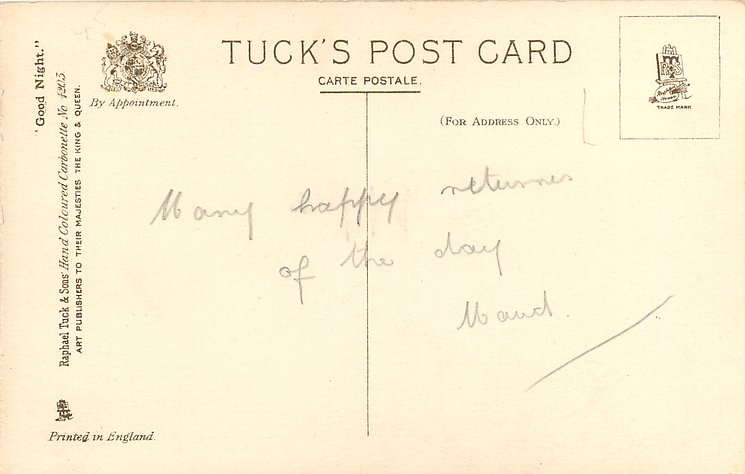 "Good Night."
Raphael Tuck & Sons' Hand Coloured Carbonette No 4203
ART PUBLISHERS TO THEIR MAJESTIES THE KING & QUEEN.
By Appointment.
TUCK'S POST CARD
CARTE POSTALE.
(FOR ADDRESS ONLY.)
TRADE MARK
Many happy returnes
of the day
Maud.
Printed in England.